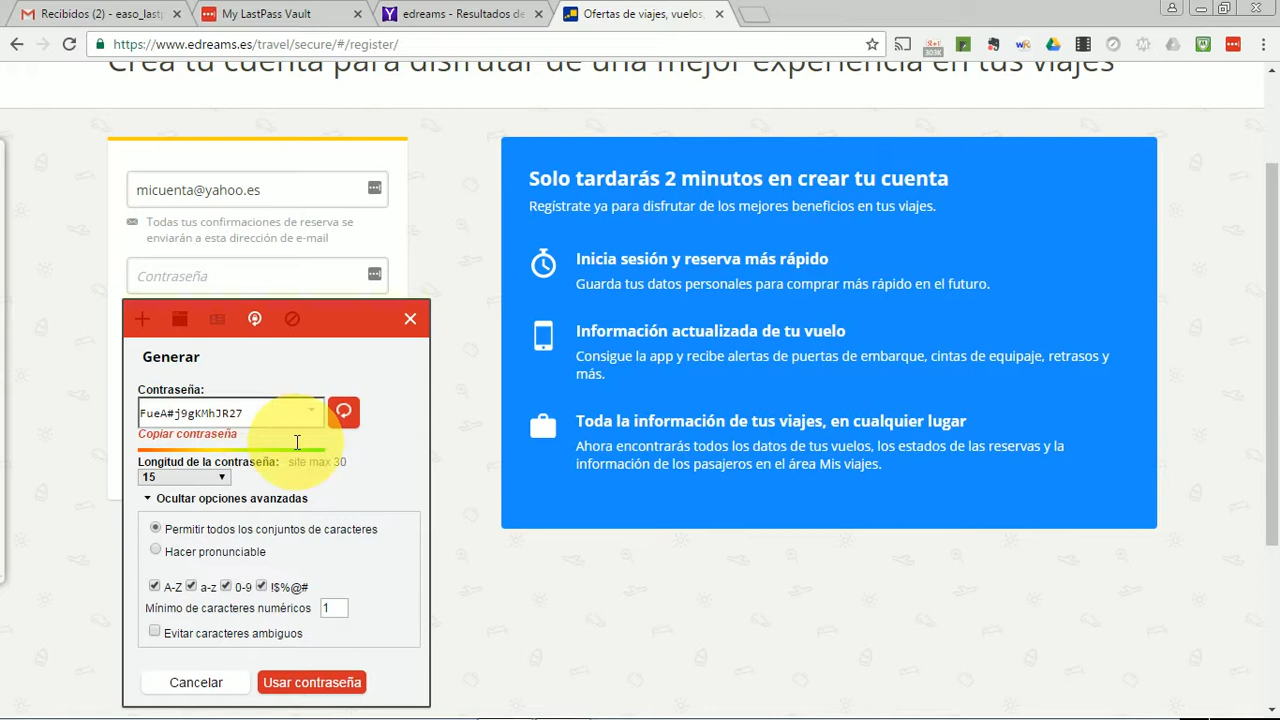 Recibidos (2) - easo_last
My LastPass Vault
edreams - Resultados de
Ofertas de viajes, vuelos,
https://www.edreams.es/travel/secure/#/register/
303K
Crea tu cuenta para disfrutar de una mejor experiencia en tus viajes
micuenta@yahoo.es
Todas tus confirmaciones de reserva se
enviarán a esta dirección de e-mail
Contraseña
Generar
Contraseña:
FueA#j9gKMhJR27
Copiar contraseña
Longitud de la contraseña: - site max 30
15
Ocultar opciones avanzadas
Permitir todos los conjuntos de caracteres
Hacer pronunciable
A-Z a-z 0-9 !$%@#
Mínimo de caracteres numéricos 1
Evitar caracteres ambiguos
Cancelar
Usar contraseña
Solo tardarás 2 minutos en crear tu cuenta
Regístrate ya para disfrutar de los mejores beneficios en tus viajes.
Inicia sesión y reserva más rápido
Guarda tus datos personales para comprar más rápido en el futuro.
Información actualizada de tu vuelo
Consigue la app y recibe alertas de puertas de embarque, cintas de equipaje, retrasos y
más.
Toda la información de tus viajes, en cualquier lugar
Ahora encontrarás todos los datos de tus vuelos, los estados de las reservas y la
información de los pasajeros en el área Mis viajes.